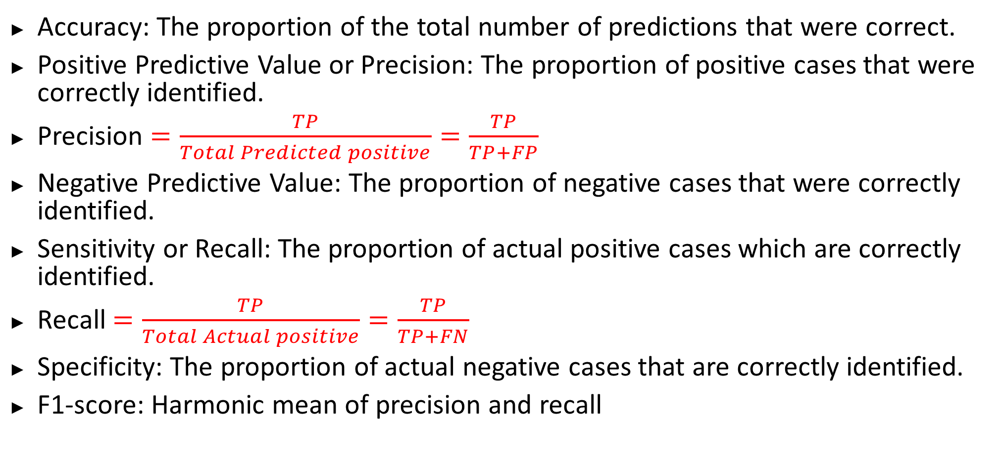 ► Accuracy: The proportion of the total number of predictions that were correct.
► Positive Predictive Value or Precision: The proportion of positive cases that were
correctly identified.
► Precision = TP / Total Predicted positive = TP / TP+FP
► Negative Predictive Value: The proportion of negative cases that were correctly
identified.
► Sensitivity or Recall: The proportion of actual positive cases which are correctly
identified.
► Recall = TP / Total Actual positive = TP / TP+FN
► Specificity: The proportion of actual negative cases that are correctly identified.
► F1-score: Harmonic mean of precision and recall